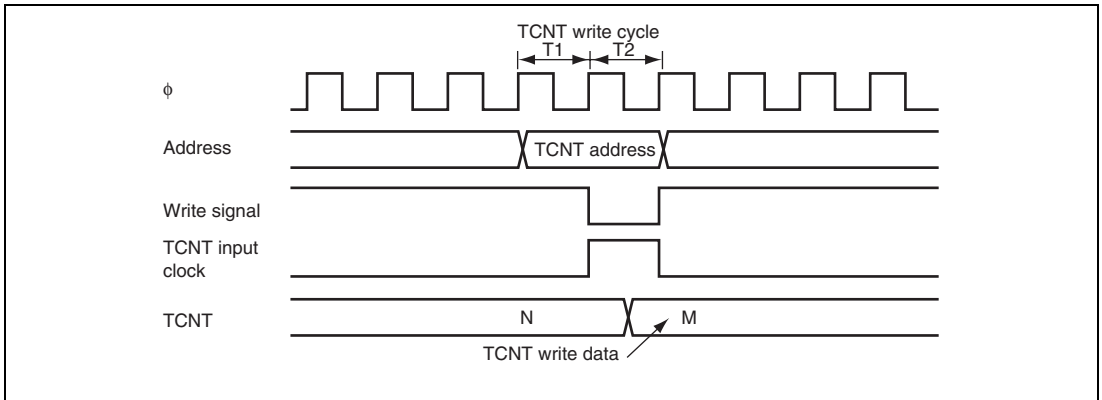 TCNT write cycle
T1 T2
ϕ
Address
TCNT address
Write signal
TCNT input
clock
TCNT
N
M
TCNT write data